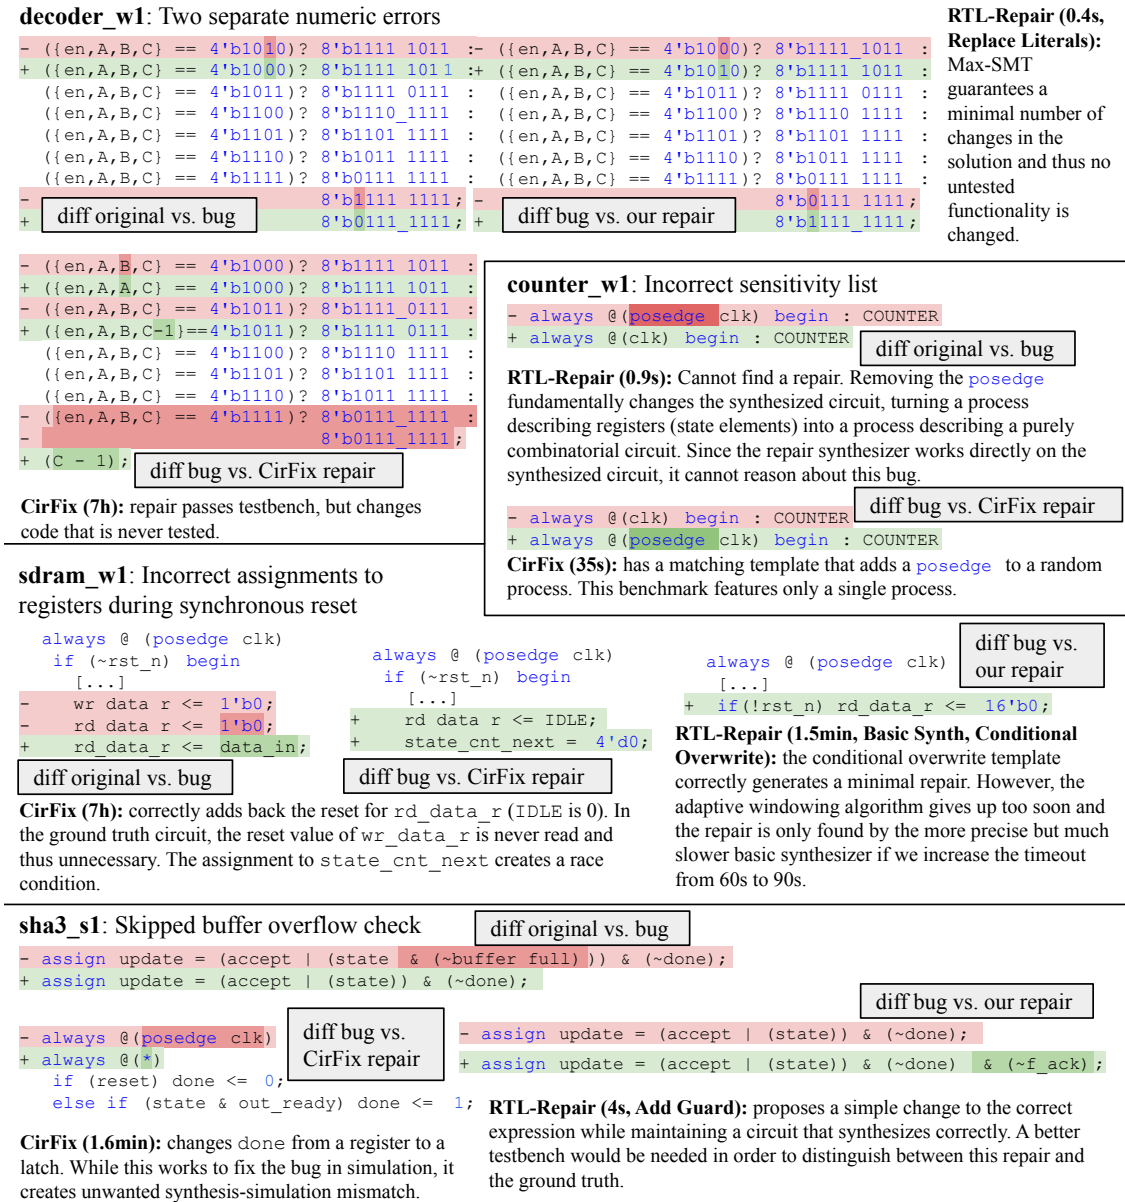 decoder_w1: Two separate numeric errors
- ({en,A,B,C} == 4'b1010)? 8'b1111 1011 :
+ ({en,A,B,C} == 4'b1000)? 8'b1111 1011 :
({en,A,B,C} == 4'b1011)? 8'b1111 0111 :
({en,A,B,C} == 4'b1100)? 8'b1110_1111 :
({en,A,B,C} == 4'b1101)? 8'b1101 1111 :
({en,A,B,C} == 4'b1110)? 8'b1011 1111 :
({en,A,B,C} == 4'b1111)? 8'b0111 1111 :
- 8'b1111 1111;
+ 8'b0111_1111;
diff original vs. bug
- ({en,A,B,C} == 4'b1000)? 8'b1111_1011 :
+ ({en,A,B,C} == 4'b1010)? 8'b1111 1011 :
({en,A,B,C} == 4'b1011)? 8'b1111 0111 :
({en,A,B,C} == 4'b1100)? 8'b1110 1111 :
({en,A,B,C} == 4'b1101)? 8'b1101 1111 :
({en,A,B,C} == 4'b1110)? 8'b1011 1111 :
({en,A,B,C} == 4'b1111)? 8'b0111 1111 :
- 8'b0111 1111;
+ 8'b1111_1111;
diff bug vs. our repair
RTL-Repair (0.4s,
Replace Literals):
Max-SMT
guarantees a
minimal number of
changes in the
solution and thus no
untested
functionality is
changed.
- ({en,A,B,C} == 4'b1000)? 8'b1111 1011 :
+ ({en,A,A,C} == 4'b1000)? 8'b1111 1011 :
- ({en,A,B,C} == 4'b1011)? 8'b1111_0111 :
+ ({en,A,B,C-1}==4'b1011)? 8'b1111 0111 :
({en,A,B,C} == 4'b1100)? 8'b1110 1111 :
({en,A,B,C} == 4'b1101)? 8'b1101 1111 :
({en,A,B,C} == 4'b1110)? 8'b1011 1111 :
- ({en,A,B,C} == 4'b1111)? 8'b0111_1111 :
- 8'b0111_1111;
+ (C - 1);
diff bug vs. CirFix repair
CirFix (7h): repair passes testbench, but changes
code that is never tested.
counter_w1: Incorrect sensitivity list
- always @(posedge clk) begin : COUNTER
+ always @(clk) begin : COUNTER
diff original vs. bug
RTL-Repair (0.9s): Cannot find a repair. Removing the posedge
fundamentally changes the synthesized circuit, turning a process
describing registers (state elements) into a process describing a purely
combinatorial circuit. Since the repair synthesizer works directly on the
synthesized circuit, it cannot reason about this bug.
diff bug vs. CirFix repair
- always @(clk) begin : COUNTER
+ always @(posedge clk) begin : COUNTER
CirFix (35s): has a matching template that adds a posedge to a random
process. This benchmark features only a single process.
sdram_w1: Incorrect assignments to
registers during synchronous reset
always @ (posedge clk)
if (~rst_n) begin
[...]
- wr data r <= 1'b0;
- rd data r <= 1'b0;
+ rd_data_r <= data_in;
diff original vs. bug
always @ (posedge clk)
if (~rst n) begin
[...]
+ rd data r <= IDLE;
+ state_cnt_next = 4'd0;
diff bug vs. CirFix repair
CirFix (7h): correctly adds back the reset for rd_data_r (IDLE is 0). In
the ground truth circuit, the reset value of wr_data_r is never read and
thus unnecessary. The assignment to state_cnt_next creates a race
condition.
diff bug vs.
our repair
always @ (posedge clk)
[...]
+ if(!rst_n) rd_data_r <= 16'b0;
RTL-Repair (1.5min, Basic Synth, Conditional
Overwrite): the conditional overwrite template
correctly generates a minimal repair. However, the
adaptive windowing algorithm gives up too soon and
the repair is only found by the more precise but much
slower basic synthesizer if we increase the timeout
from 60s to 90s.
sha3_s1: Skipped buffer overflow check
diff original vs. bug
- assign update = (accept | (state & (~buffer full) )) & (~done);
+ assign update = (accept | (state)) & (~done);
- always @(posedge clk)
+ always @(*)
if (reset) done <= 0;
else if (state & out_ready) done <= 1;
diff bug vs.
CirFix repair
CirFix (1.6min): changes done from a register to a
latch. While this works to fix the bug in simulation, it
creates unwanted synthesis-simulation mismatch.
diff bug vs. our repair
- assign update = (accept | (state)) & (~done);
+ assign update = (accept | (state)) & (~done) & (~f_ack);
RTL-Repair (4s, Add Guard): proposes a simple change to the correct
expression while maintaining a circuit that synthesizes correctly. A better
testbench would be needed in order to distinguish between this repair and
the ground truth.